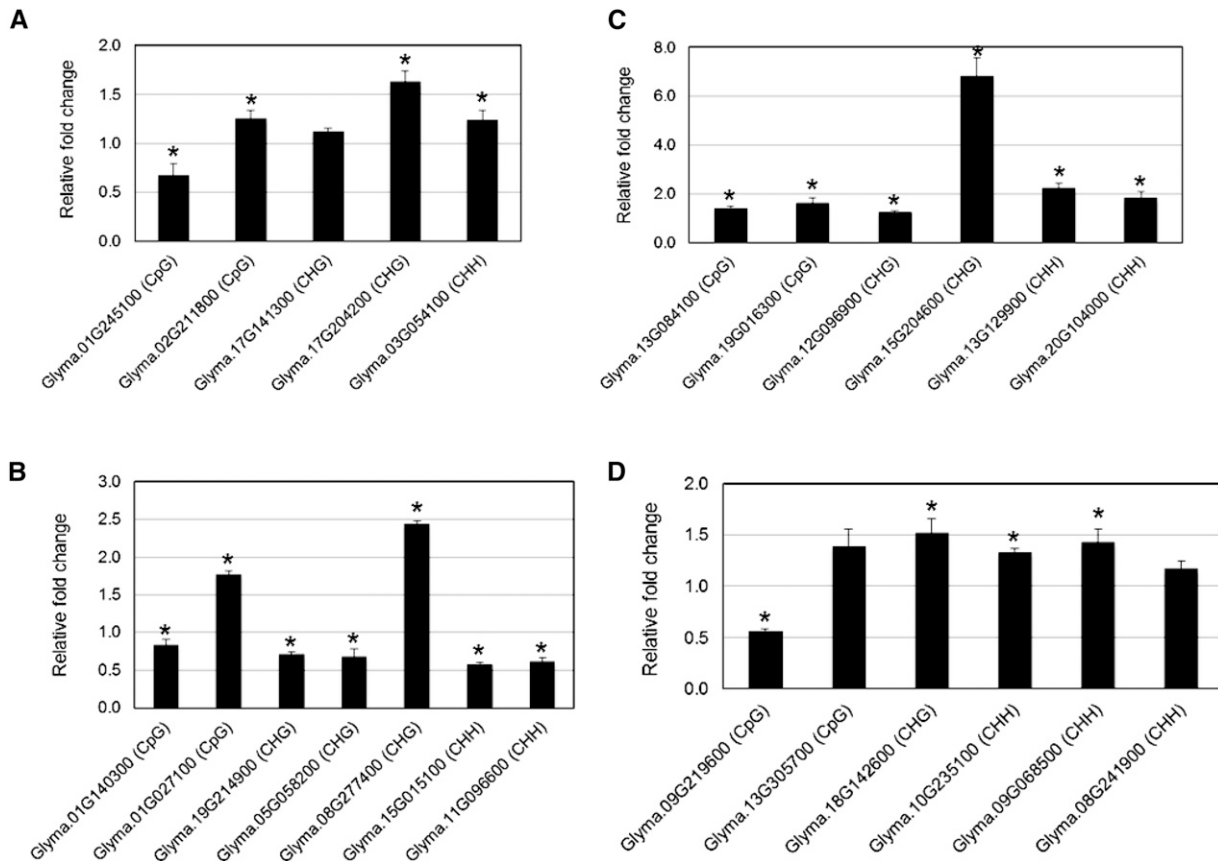 A
Relative fold change
2.0
1.5
1.0
0.5
0.0
*
*
*
*
Glyma.01G245100 (CpG)
Glyma.02G211800 (CpG)
Glyma.17G141300 (CHG)
Glyma.17G204200 (CHG)
Glyma.03G054100 (CHH)
C
Relative fold change
8.0
6.0
4.0
2.0
0.0
*
*
*
*
*
*
Glyma.13G084100 (CpG)
Glyma.19G016300 (CpG)
Glyma.12G096900 (CHG)
Glyma.15G204600 (CHG)
Glyma.13G129900 (CHH)
Glyma.20G104000 (CHH)
B
Relative fold change
3.0
2.5
2.0
1.5
1.0
0.5
0.0
*
*
*
*
*
*
*
Glyma.01G140300 (CpG)
Glyma.01G027100 (CpG)
Glyma.19G214900 (CHG)
Glyma.05G058200 (CHG)
Glyma.08G277400 (CHG)
Glyma.15G015100 (CHH)
Glyma.11G096600 (CHH)
D
Relative fold change
2.0
1.5
1.0
0.5
0.0
*
*
*
*
Glyma.09G219600 (CpG)
Glyma.13G305700 (CpG)
Glyma.18G142600 (CHG)
Glyma.10G235100 (CHH)
Glyma.09G068500 (CHH)
Glyma.08G241900 (CHH)